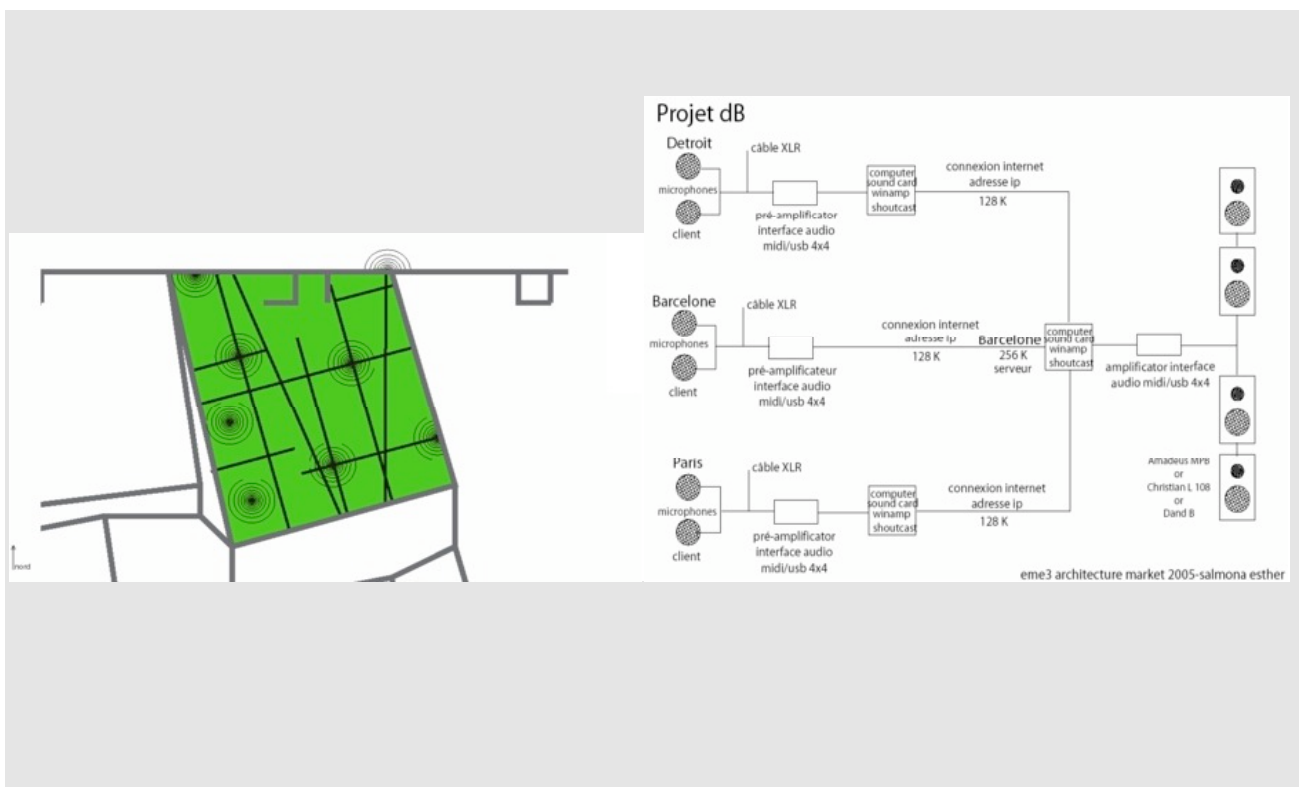 Projet dB
Detroit
câble XLR
microphones
client
pré-amplificator
interface audio
midi/usb 4x4
computer
sound card
winamp
shoutcast
connexion internet
adresse ip
128 K
Barcelone
câble XLR
microphones
client
pré-amplificateur
interface audio
midi/usb 4x4
connexion internet
adresse ip
128 K
Barcelone
256 K
serveur
computer
sound card
winamp
shoutcast
amplificator interface
audio midi/usb 4x4
Paris
câble XLR
microphones
client
pré-amplificator
interface audio
midi/usb 4x4
computer
sound card
winamp
shoutcast
connexion internet
adresse ip
128 K
Amadeus MPB
or
Christian L 108
or
Dand B
eme3 architecture market 2005-salmona esther
nord